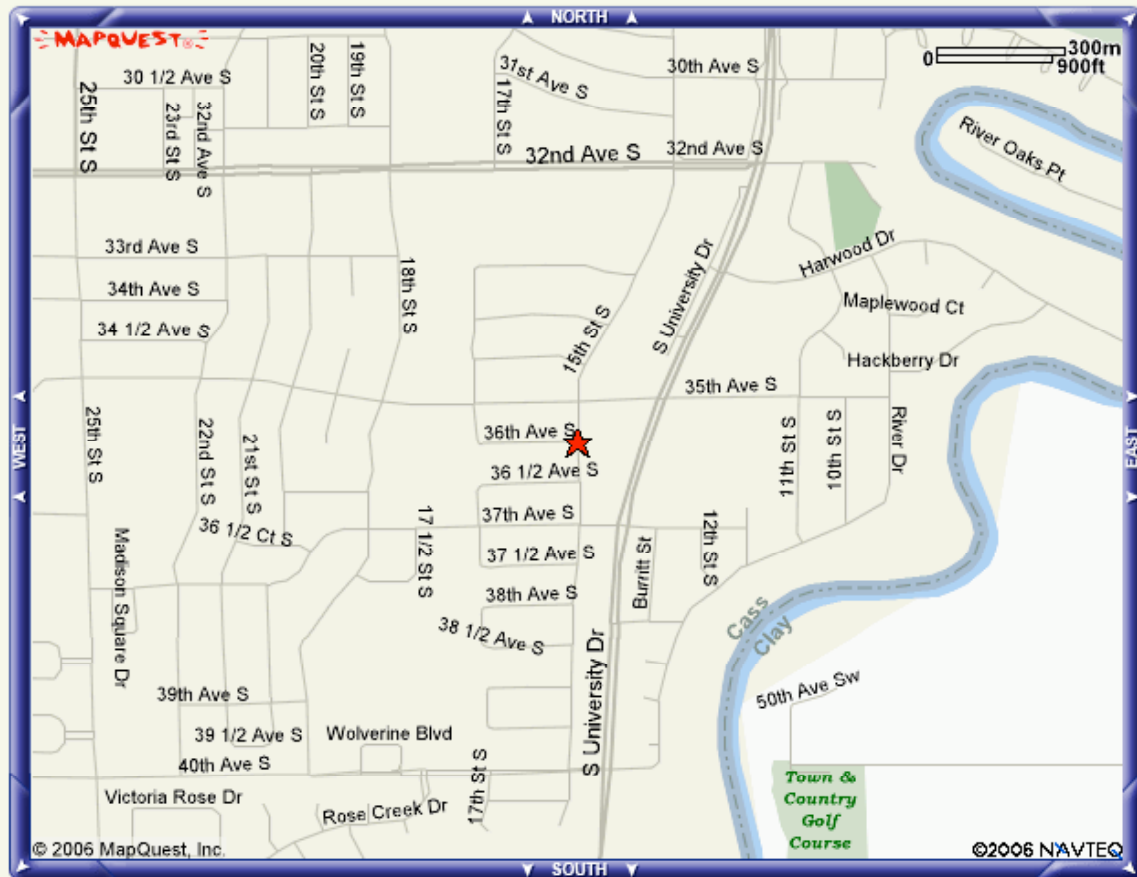 NORTH
MAPQUEST
300m
0
900ft
30 1/2 Ave S
20th St S
19th St S
31st Ave S
30th Ave S
25th St S
23rd St S
32nd Ave S
17th St S
32nd Ave S
32nd Ave S
River Oaks Pt
33rd Ave S
34th Ave S
34 1/2 Ave S
18th St S
15th St S
S University Dr
Harwood Dr
Maplewood Ct
Hackberry Dr
35th Ave S
WEST
EAST
25th St S
22nd St S
21st St S
36th Ave S
36 1/2 Ave S
11th St S
10th St S
River Dr
36 1/2 Ct S
17 1/2 St S
37th Ave S
37 1/2 Ave S
12th St S
Burritt St
Madison Square Dr
38th Ave S
38 1/2 Ave S
Cass
Clay
39th Ave S
39 1/2 Ave S
Wolverine Blvd
S University Dr
50th Ave Sw
40th Ave S
17th St S
Victoria Rose Dr
Rose Creek Dr
Town &
Country
Golf
Course
© 2006 MapQuest, Inc.
©2006 NAVTEQ
SOUTH